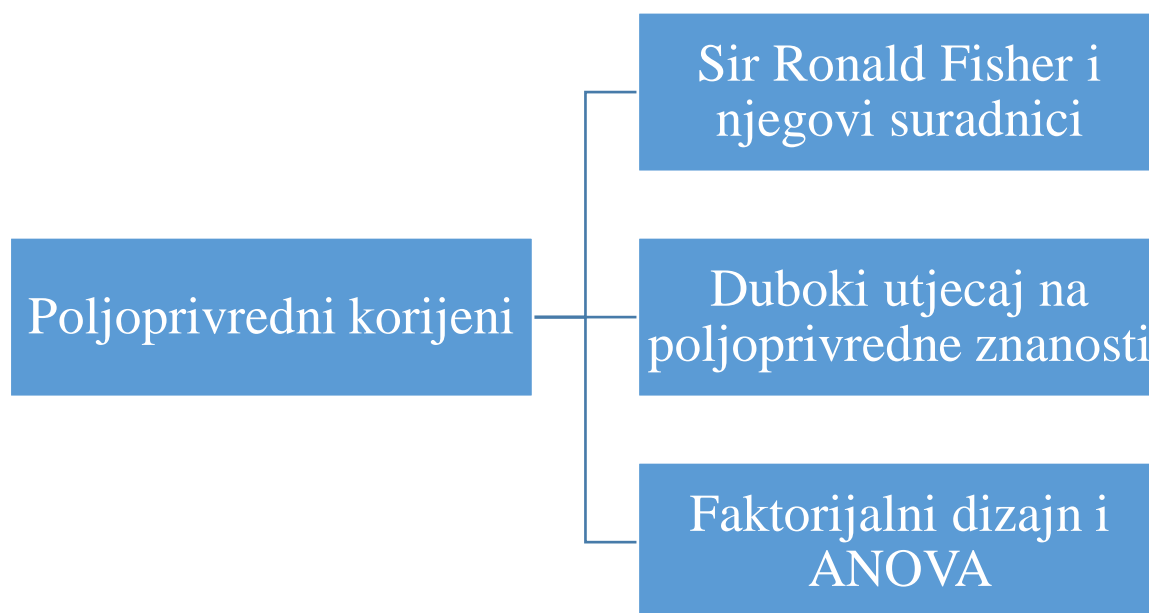 Poljoprivredni korijeni
Sir Ronald Fisher i
njegovi suradnici
Duboki utjecaj na
poljoprivredne znanosti
Faktorijalni dizajn i
ANOVA